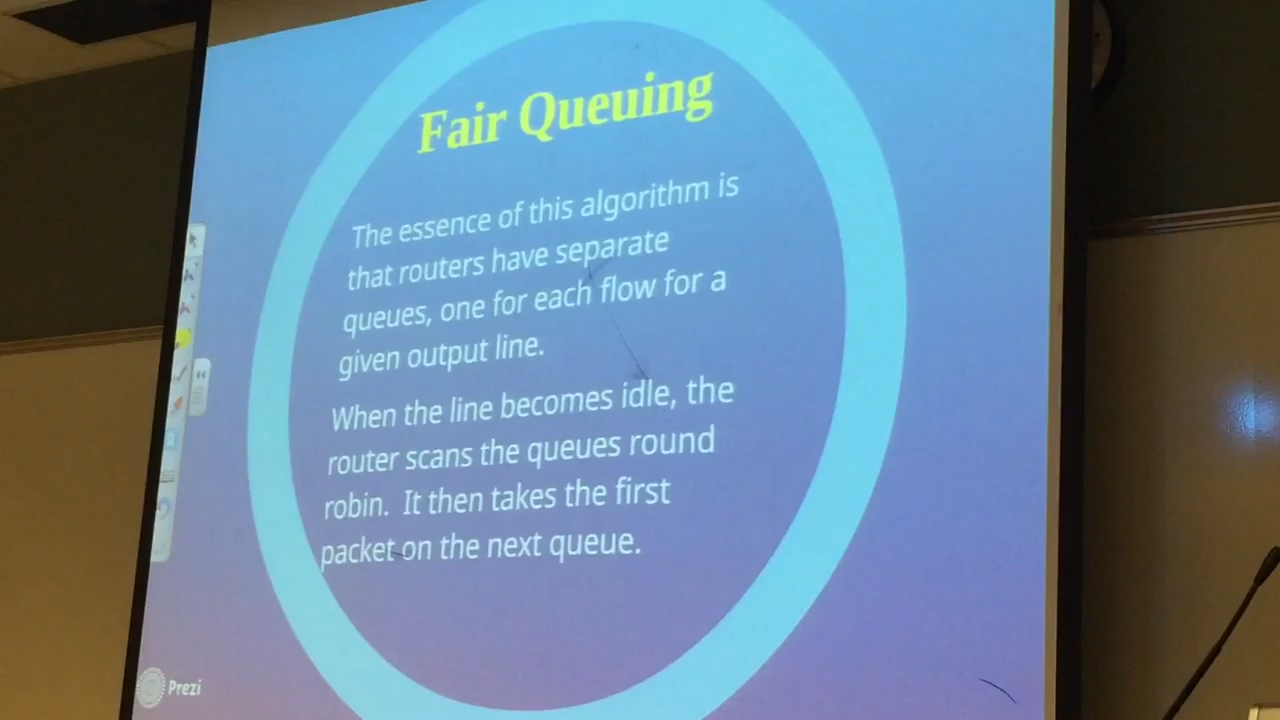 Fair Queuing
The essence of this algorithm is
that routers have separate
queues, one for each flow for a
given output line.
When the line becomes idle, the
router scans the queues round
robin. It then takes the first
packet on the next queue.
Prezi